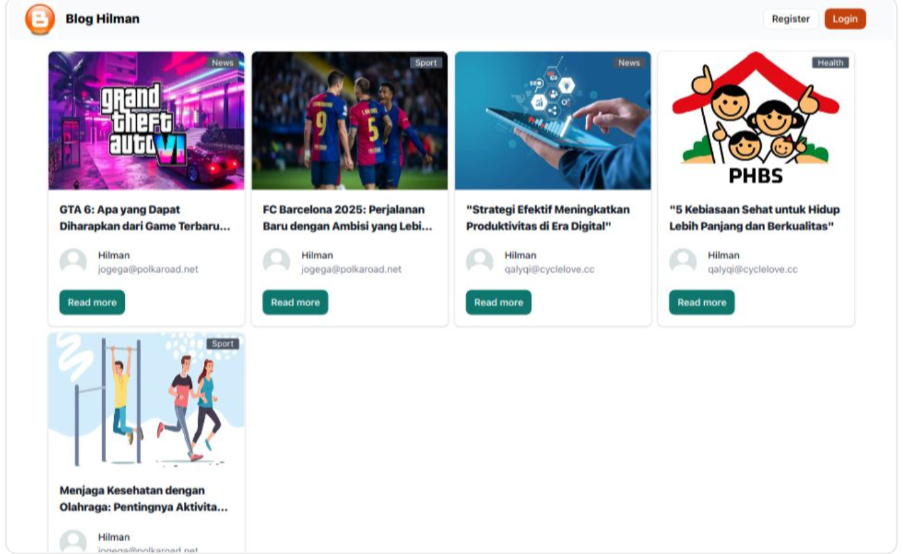 Blog Hilman
Register
Login
News
grand
theft
auto
VI
GTA 6: Apa yang Dapat
Diharapkan dari Game Terbaru...
Hilman
jogega@polkaroad.net
Read more
Sport
9
5
FC Barcelona 2025: Perjalanan
Baru dengan Ambisi yang Lebi...
Hilman
jogega@polkaroad.net
Read more
News
"Strategi Efektif Meningkatkan
Produktivitas di Era Digital"
Hilman
qalyqi@cyclelove.cc
Read more
Health
PHBS
"5 Kebiasaan Sehat untuk Hidup
Lebih Panjang dan Berkualitas"
Hilman
qalyqi@cyclelove.cc
Read more
Sport
Menjaga Kesehatan dengan
Olahraga: Pentingnya Aktivita...
Hilman
jogega@polkaroad.net